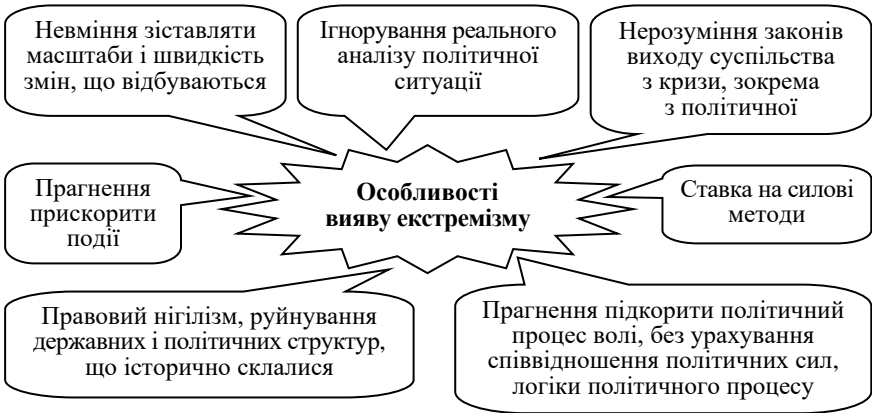 Невміння зіставляти
масштаби і швидкість
змін, що відбуваються
Ігнорування реального
аналізу політичної
ситуації
Нерозуміння законів
виходу суспільства
з кризи, зокрема
з політичної
Прагнення
прискорити
події
Особливості
вияву екстремізму
Ставка на силові
методи
Правовий нігілізм, руйнування
державних і політичних структур,
що історично склалися
Прагнення підкорити політичний
процес волі, без урахування
співвідношення політичних сил,
логіки політичного процесу